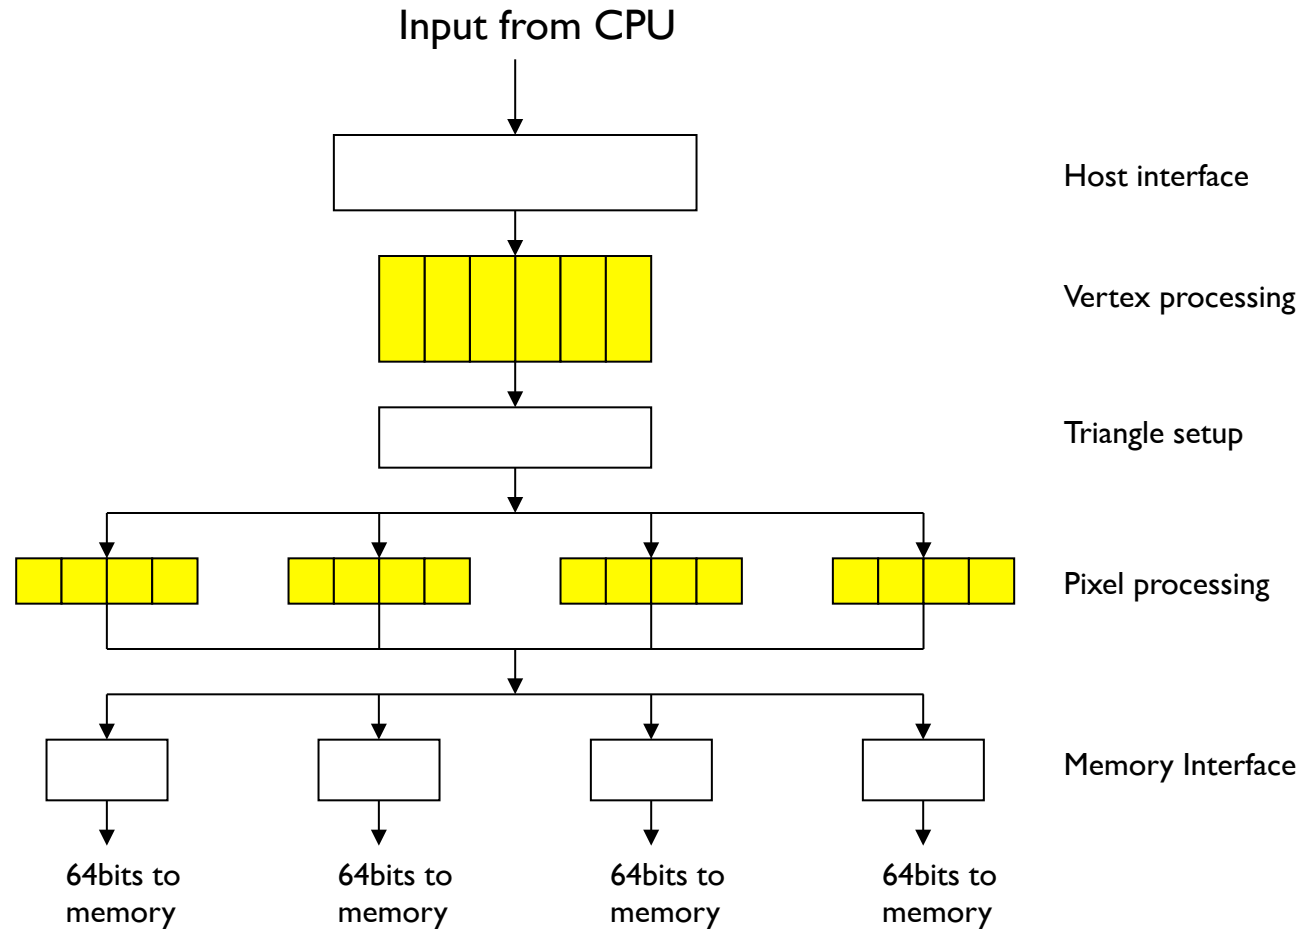 Input from CPU
Host interface
Vertex processing
Triangle setup
Pixel processing
Memory Interface
64bits to
memory
64bits to
memory
64bits to
memory
64bits to
memory